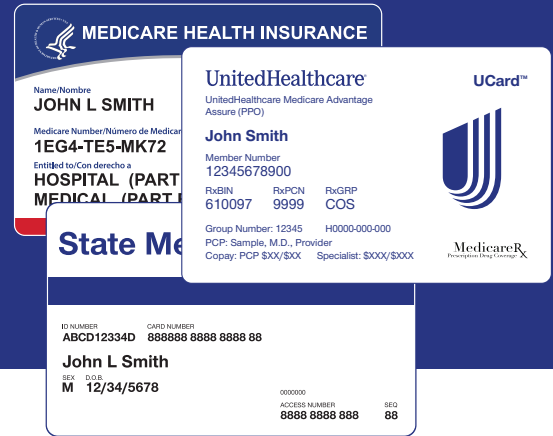 MEDICARE HEALTH INSURANCE
Name/Nombre
JOHN L SMITH
Medicare Number/Número de Medicar
1EG4-TE5-MK72
Entitled to/Con derecho a
HOSPITAL (PART
MEDICAL (PART
UnitedHealthcare®
UCard™
UnitedHealthcare Medicare Advantage
Assure (PPO)
John Smith
Member Number
12345678900
RxBIN RxPCN RxGRP
610097 9999 COS
Group Number: 12345 H0000-000-000
PCP: Sample, M.D., Provider
Copay: PCP $XX/$XX Specialist: $XXX/$XXX
MedicareRx
Prescription Drug Coverage
State Me
ID NUMBER CARD NUMBER
ABCD12334D 888888 8888 8888 88
John L Smith
SEX D.O.B.
M 12/34/5678
0000000
ACCESS NUMBER SEQ
8888 8888 888 88